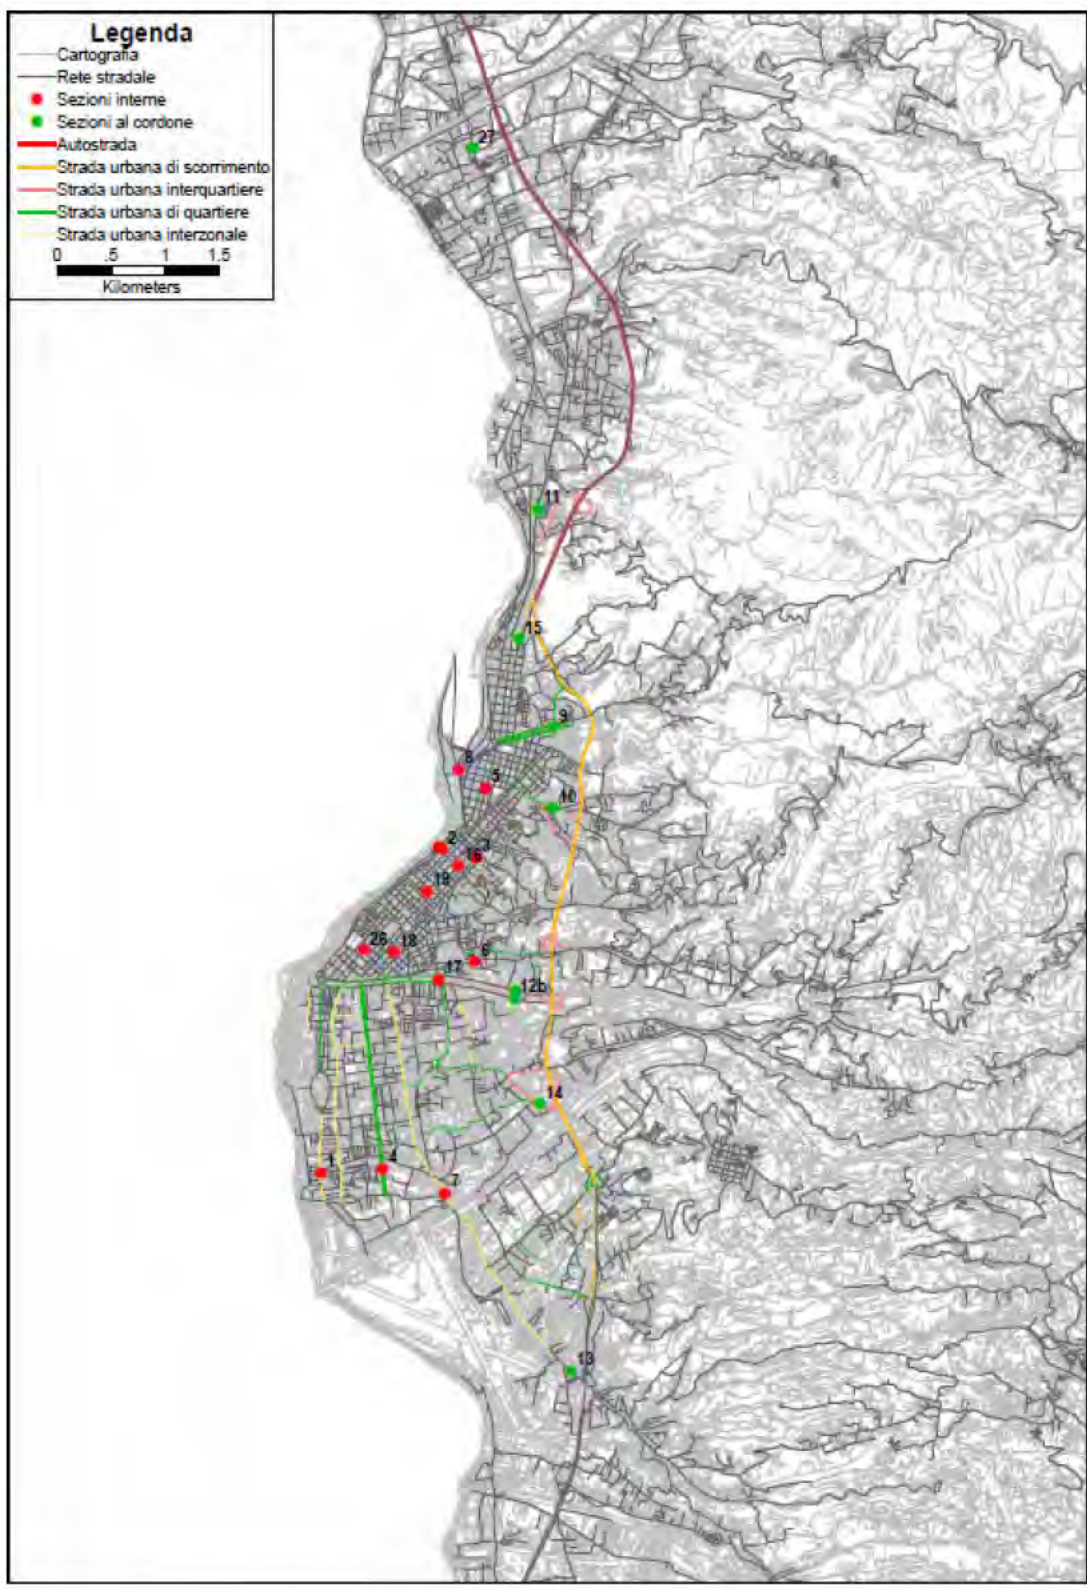 Legenda
Cartografia
Rete stradale
Sezioni interne
Sezioni al cordone
Autostrada
Strada urbana di scorrimento
Strada urbana interquartiere
Strada urbana di quartiere
Strada urbana interzonale
0 .5 1 1.5
Kilometers
27
11
15
9
8
5
10
2
3
16
19
26
18
6
17
12b
14
1
4
7
13